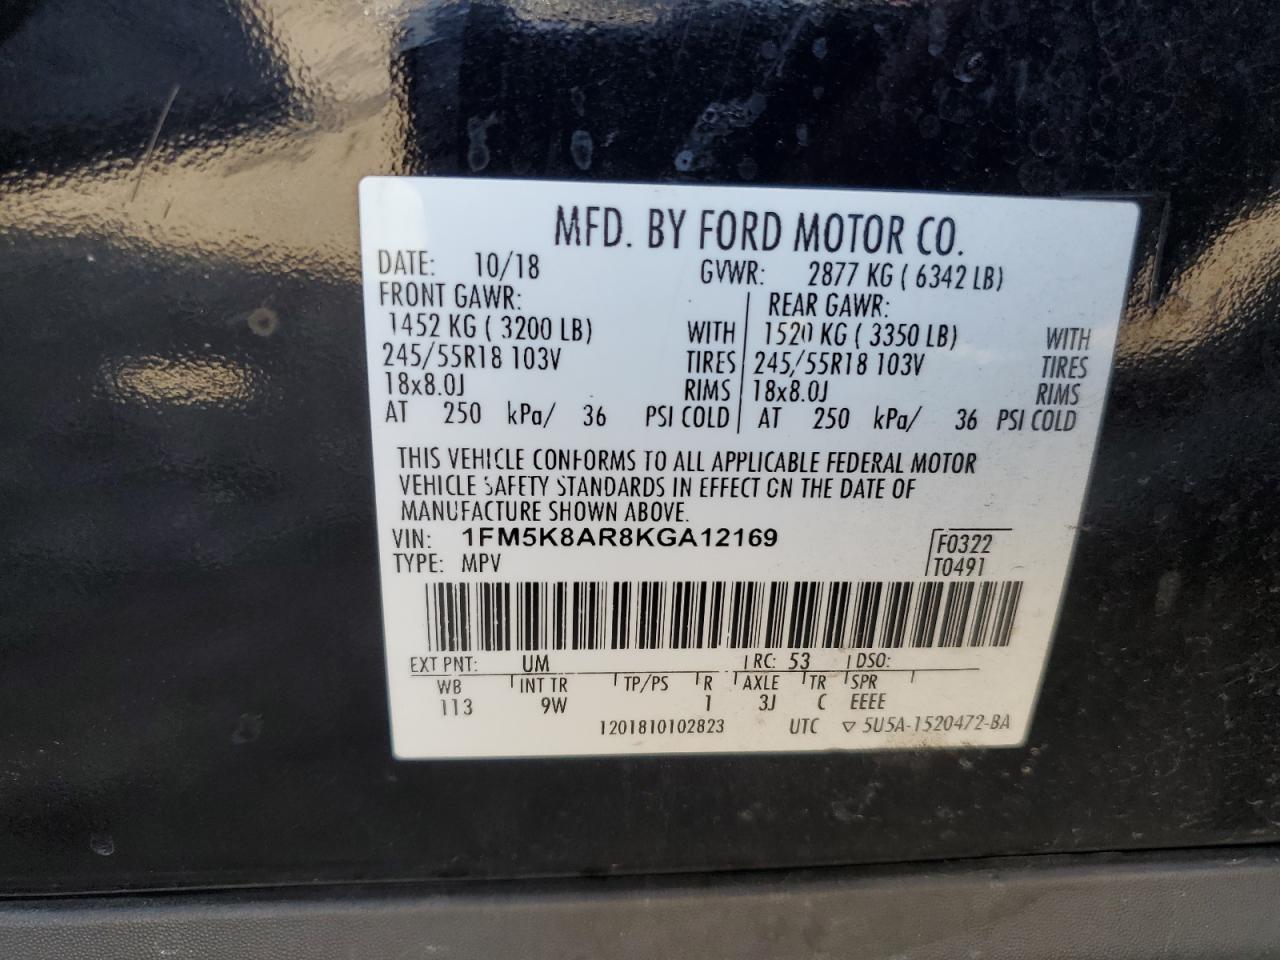 MFD. BY FORD MOTOR CO.
DATE: 10/18 GVWR: 2877 KG ( 6342 LB)
FRONT GAWR: REAR GAWR:
1452 KG ( 3200 LB) WITH 1520 KG ( 3350 LB) WITH
245/55R18 103V TIRES 245/55R18 103V TIRES
18x8.0J RIMS 18x8.0J RIMS
AT 250 kPa/ 36 PSI COLD AT 250 kPa/ 36 PSI COLD
THIS VEHICLE CONFORMS TO ALL APPLICABLE FEDERAL MOTOR
VEHICLE SAFETY STANDARDS IN EFFECT ON THE DATE OF
MANUFACTURE SHOWN ABOVE.
VIN: 1FM5K8AR8KGA12169 F0322
TYPE: MPV T0491
EXT PNT: UM RC: 53 DSO:
WB INT TR TP/PS R AXLE TR SPR
113 9W 1 3J C EEEE
1201810102823 UTC ▽ 5U5A-1520472-BA